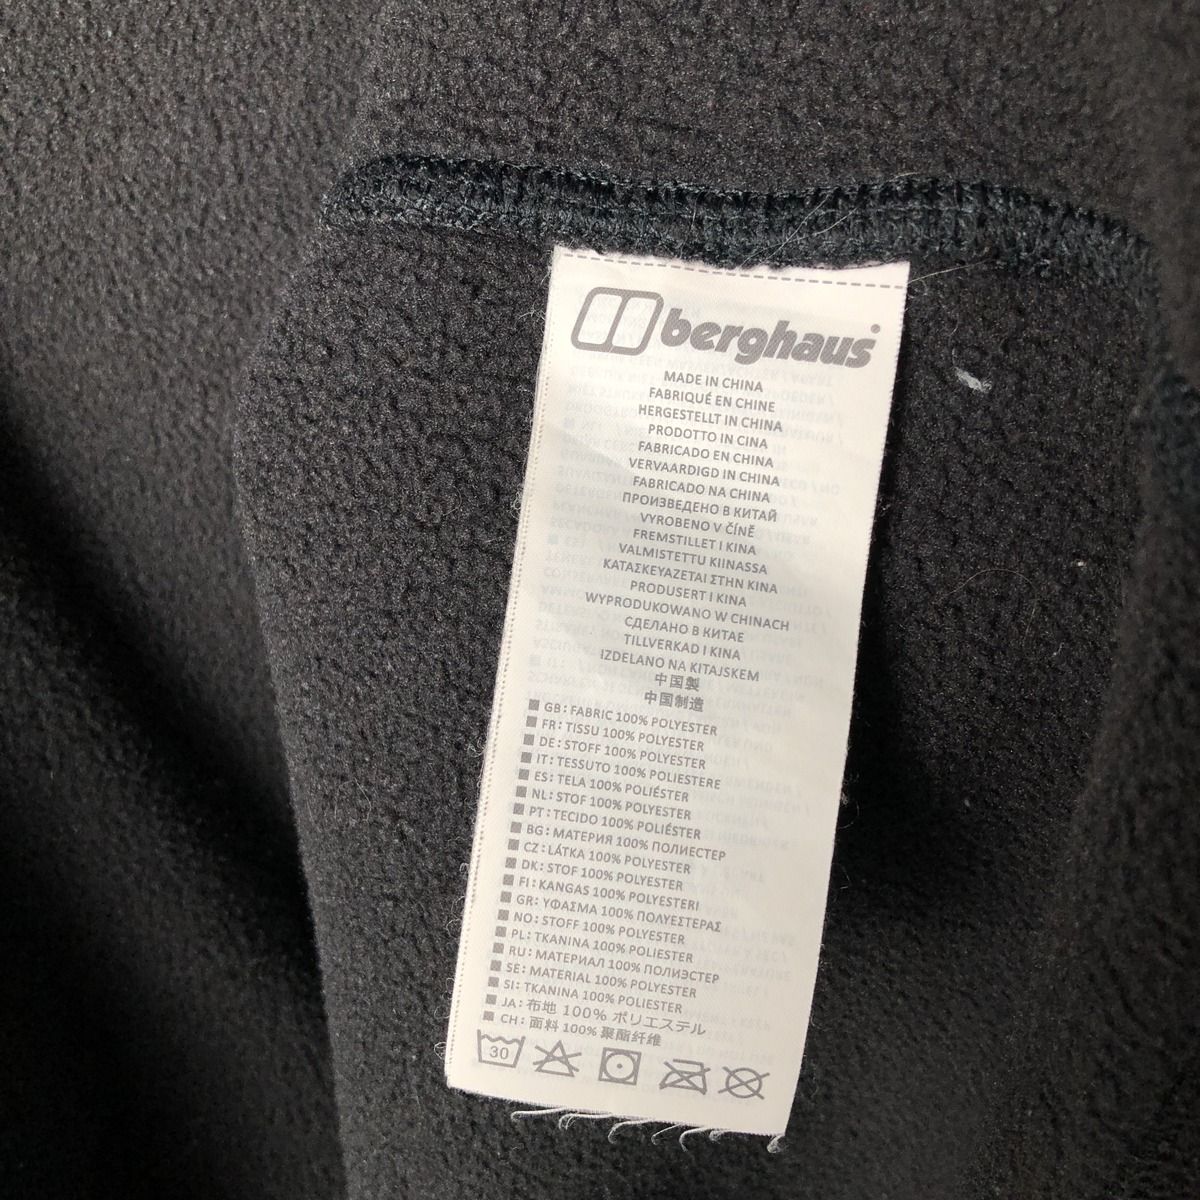 berghaus
MADE IN CHINA
FABRIQUÉ EN CHINE
HERGESTELLT IN CHINA
PRODOTTO IN CINA
FABRICADO EN CHINA
VERVAARDIGD IN CHINA
FABRICADO NA CHINA
ПРОИЗВЕДЕНО В КИТАЙ
VYROBENO V ČÍNĚ
FREMSTILLET I KINA
VALMISTETTU KIINASSA
ΚΑΤΑΣΚΕΥΑΖΕΤΑΙ ΣΤΗΝ ΚΙΝΑ
PRODUSERT I KINA
WYPRODUKOWANO W CHINACH
СДЕЛАНО В КИТАЕ
TILLVERKAD I KINA
IZDELANO NA KITAJSKEM
中国製
中国制造
GB: FABRIC 100% POLYESTER
FR: TISSU 100% POLYESTER
DE: STOFF 100% POLYESTER
IT: TESSUTO 100% POLIESTERE
ES: TELA 100% POLIÉSTER
NL: STOF 100% POLYESTER
PT: TECIDO 100% POLIÉSTER
BG: МАТЕРИЯ 100% ПОЛИЕСТЕР
CZ: LÁTKA 100% POLYESTER
DK: STOF 100% POLYESTER
FI: KANGAS 100% POLYESTERI
GR: ΥΦΑΣΜΑ 100% ΠΟΛΥΕΣΤΕΡΑΣ
NO: STOFF 100% POLYESTER
PL: TKANINA 100% POLIESTER
RU: МАТЕРИАЛ 100% ПОЛИЭСТЕР
SE: MATERIAL 100% POLYESTER
SI: TKANINA 100% POLIESTER
JA: 布地 100% ポリエステル
CH: 面料 100% 聚酯纤维
30